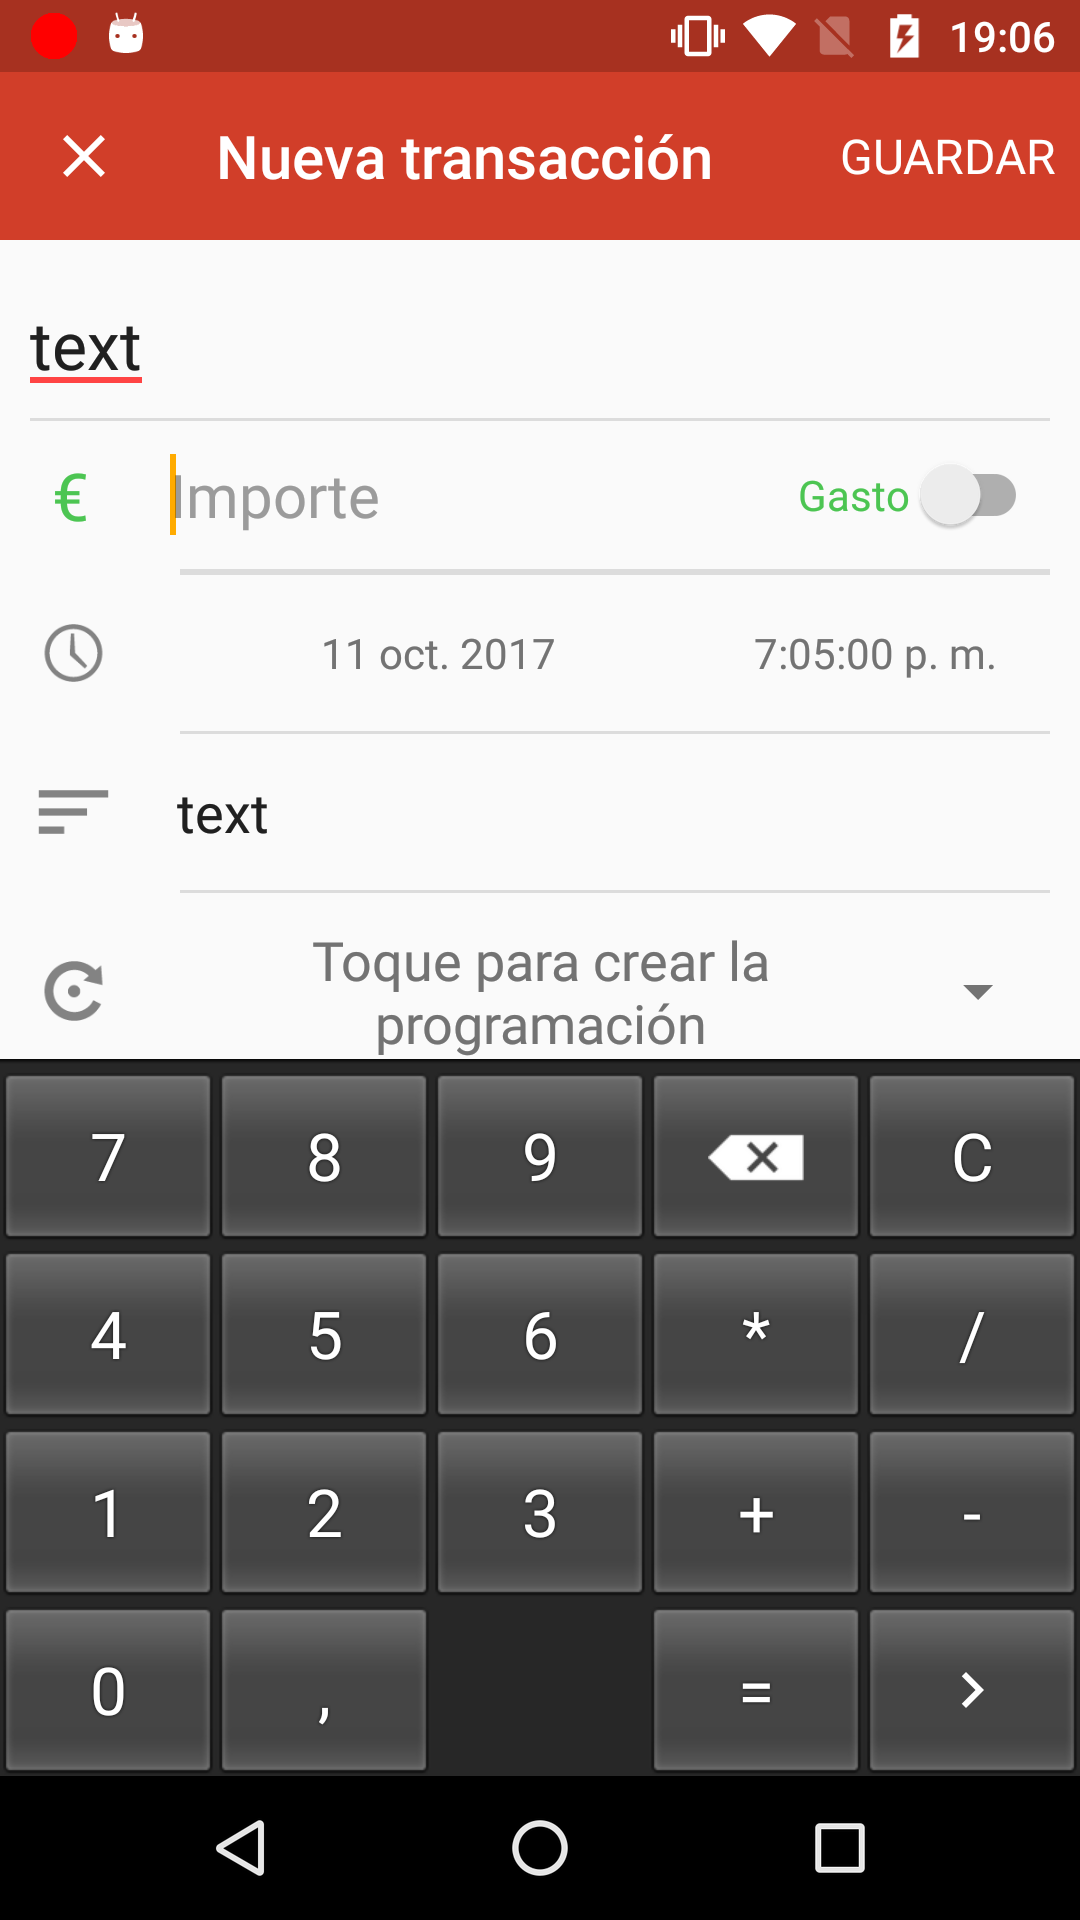 19:06
Nueva transacción GUARDAR
text
€ Importe Gasto
11 oct. 2017 7:05:00 p. m.
text
Toque para crear la
programación
7 8 9 C
4 5 6 * /
1 2 3 + -
0 , = >